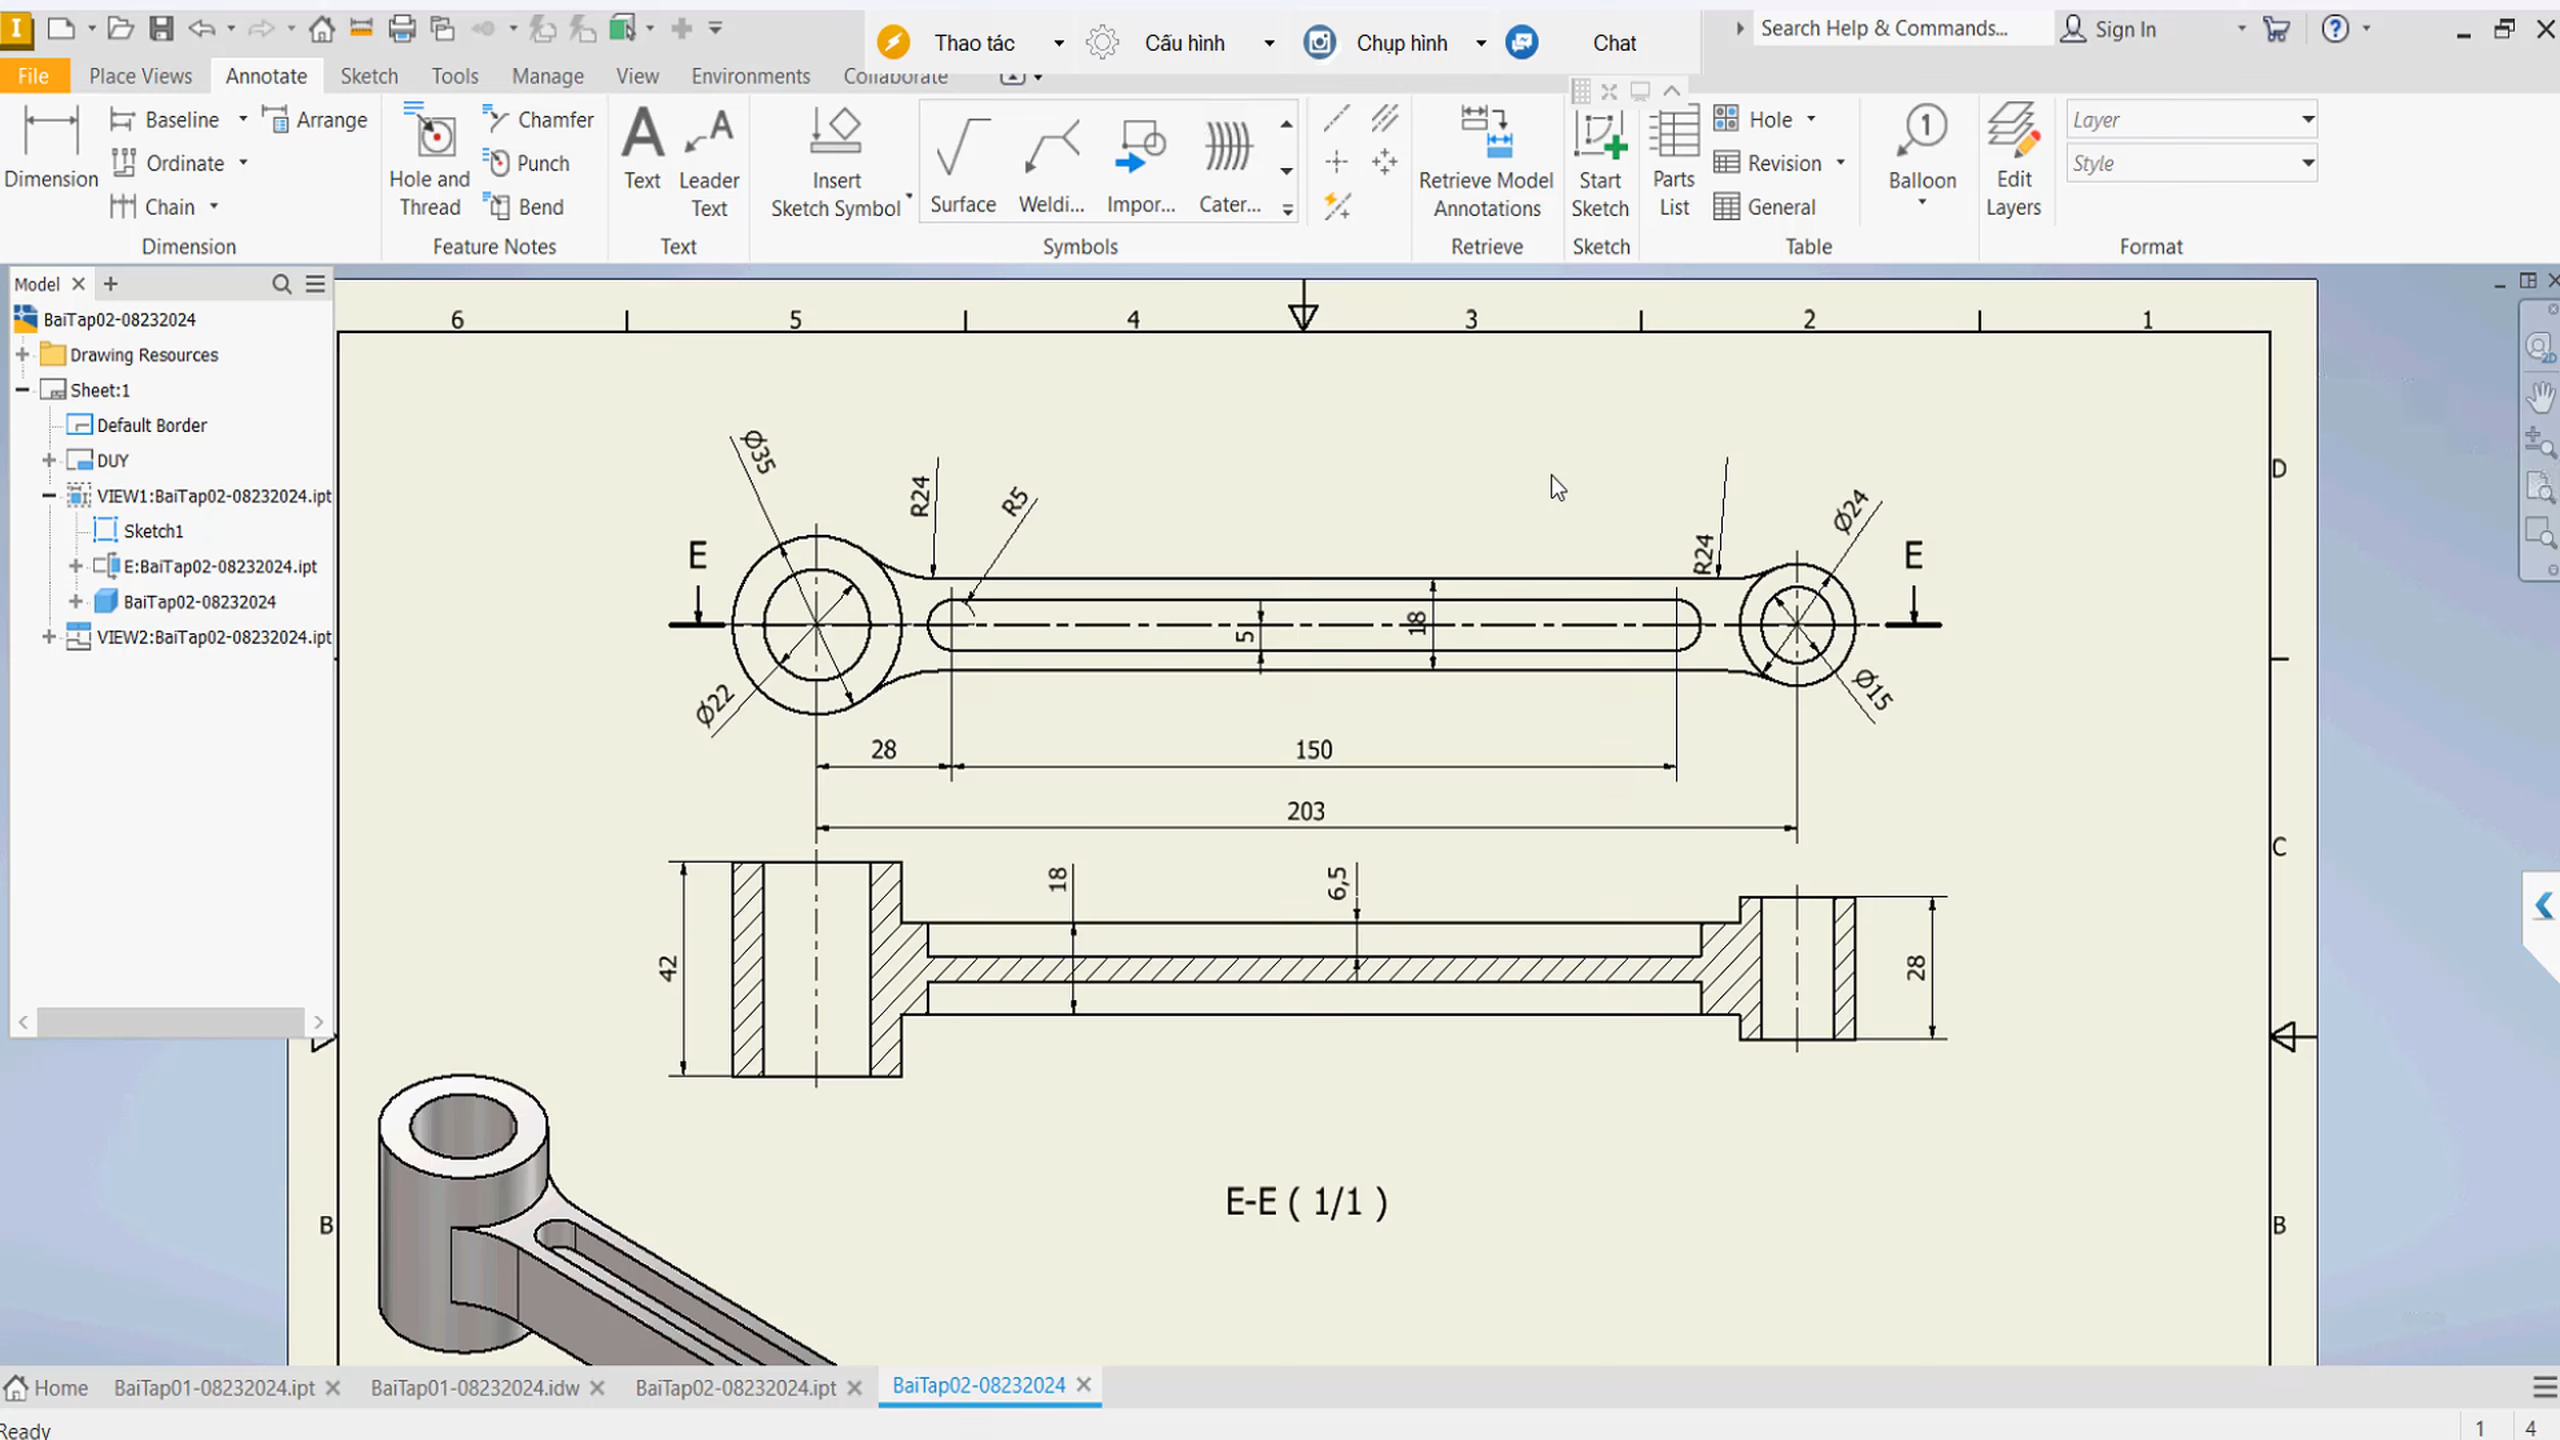 Thao tác
Cấu hình
Chụp hình
Chat
Search Help & Commands...
Sign In
File
Place Views
Annotate
Sketch
Tools
Manage
View
Environments
Collaborate
Dimension
Baseline
Ordinate
Chain
Arrange
Dimension
Hole and
Thread
Chamfer
Punch
Bend
Feature Notes
Text
Leader
Text
Text
Insert
Sketch Symbol
Surface
Weldi...
Impor...
Cater...
Symbols
Retrieve Model
Annotations
Retrieve
Start
Sketch
Sketch
Parts
List
Hole
Revision
General
Table
1
Balloon
Edit
Layers
Layer
Style
Format
Model
BaiTap02-08232024
Drawing Resources
Sheet:1
Default Border
DUY
VIEW1:BaiTap02-08232024.ipt
Sketch1
E:BaiTap02-08232024.ipt
BaiTap02-08232024
VIEW2:BaiTap02-08232024.ipt
6
5
4
3
2
1
D
C
B
B
Ø35
R24
R5
R24
Ø24
E
E
5
18
Ø22
Ø15
28
150
203
18
6,5
42
28
E-E ( 1/1 )
Home
BaiTap01-08232024.ipt
BaiTap01-08232024.idw
BaiTap02-08232024.ipt
BaiTap02-08232024
Ready
1
4